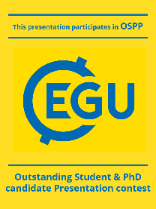 This presentation participates in OSPP
EGU
Outstanding Student & PhD
candidate Presentation contest